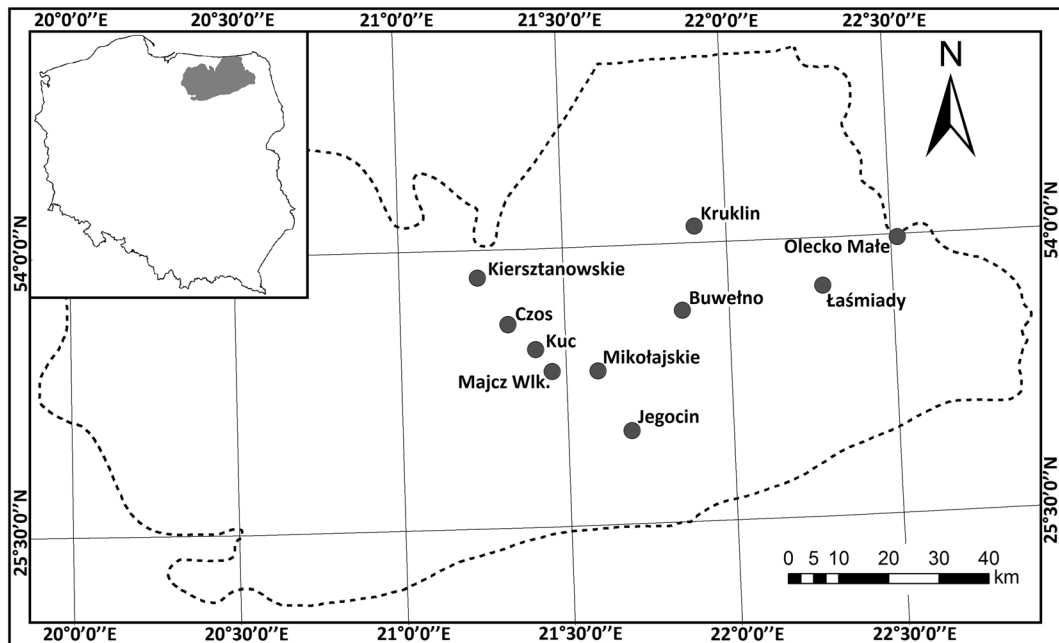 20°0'0''E 20°30'0''E 21°0'0''E 21°30'0''E 22°0'0''E 22°30'0''E
N
54°0'0''N
54°0'0''N
Kruklin
Olecko Małe
Kiersztanowskie
Buwełno
Łaśmiady
Czos
Kuc
Mikołajskie
Majcz Wlk.
Jegocin
25°30'0''N
25°30'0''N
0 5 10 20 30 40
km
20°0'0''E 20°30'0''E 21°0'0''E 21°30'0''E 22°0'0''E 22°30'0''E